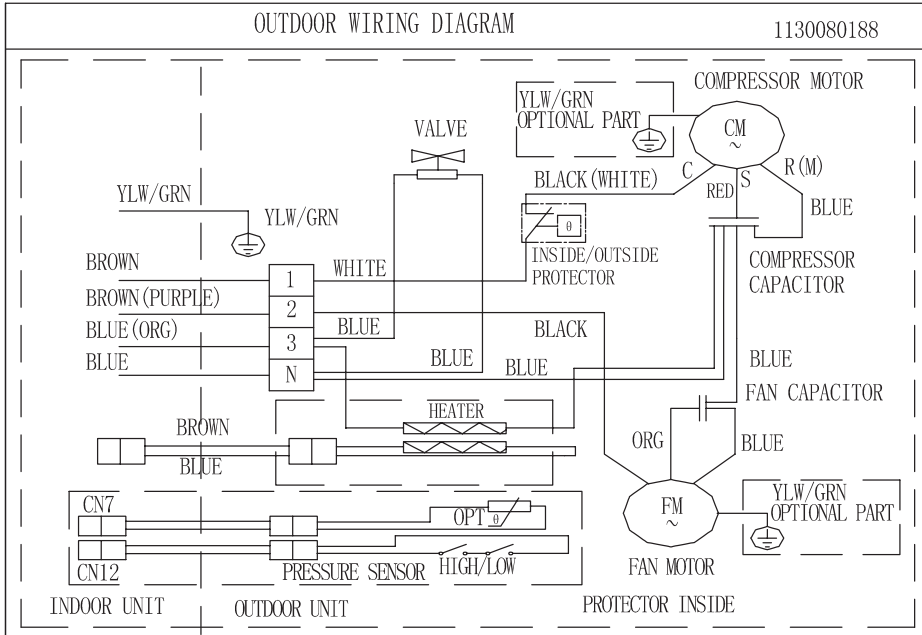 OUTDOOR WIRING DIAGRAM
1130080188
COMPRESSOR MOTOR
YLW/GRN
OPTIONAL PART
CM
~
VALVE
C
S
R(M)
BLACK(WHITE)
RED
BLUE
YLW/GRN
YLW/GRN
θ
INSIDE/OUTSIDE
PROTECTOR
COMPRESSOR
CAPACITOR
BROWN
1
WHITE
BROWN(PURPLE)
2
BLACK
BLUE(ORG)
3
BLUE
BLUE
N
BLUE
BLUE
BLUE
FAN CAPACITOR
HEATER
BROWN
BLUE
ORG
BLUE
CN7
OPT
θ
FM
~
YLW/GRN
OPTIONAL PART
CN12
PRESSURE SENSOR
HIGH/LOW
FAN MOTOR
INDOOR UNIT
OUTDOOR UNIT
PROTECTOR INSIDE